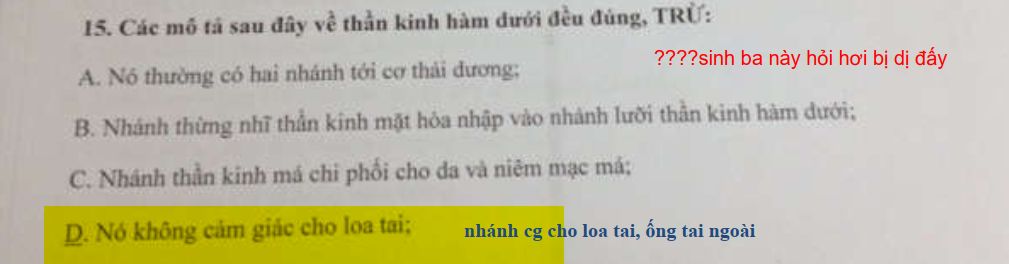 15. Các mô tả sau đây về thần kinh hàm dưới đều đúng, TRỪ:
????sinh ba này hỏi hơi bị dị đấy
A. Nó thường có hai nhánh tới cơ thái dương;
B. Nhánh thừng nhĩ thần kinh mặt hòa nhập vào nhánh lưỡi thần kinh hàm dưới;
C. Nhánh thần kinh má chi phối cho da và niêm mạc má;
D. Nó không cảm giác cho loa tai; nhánh cg cho loa tai, ống tai ngoài